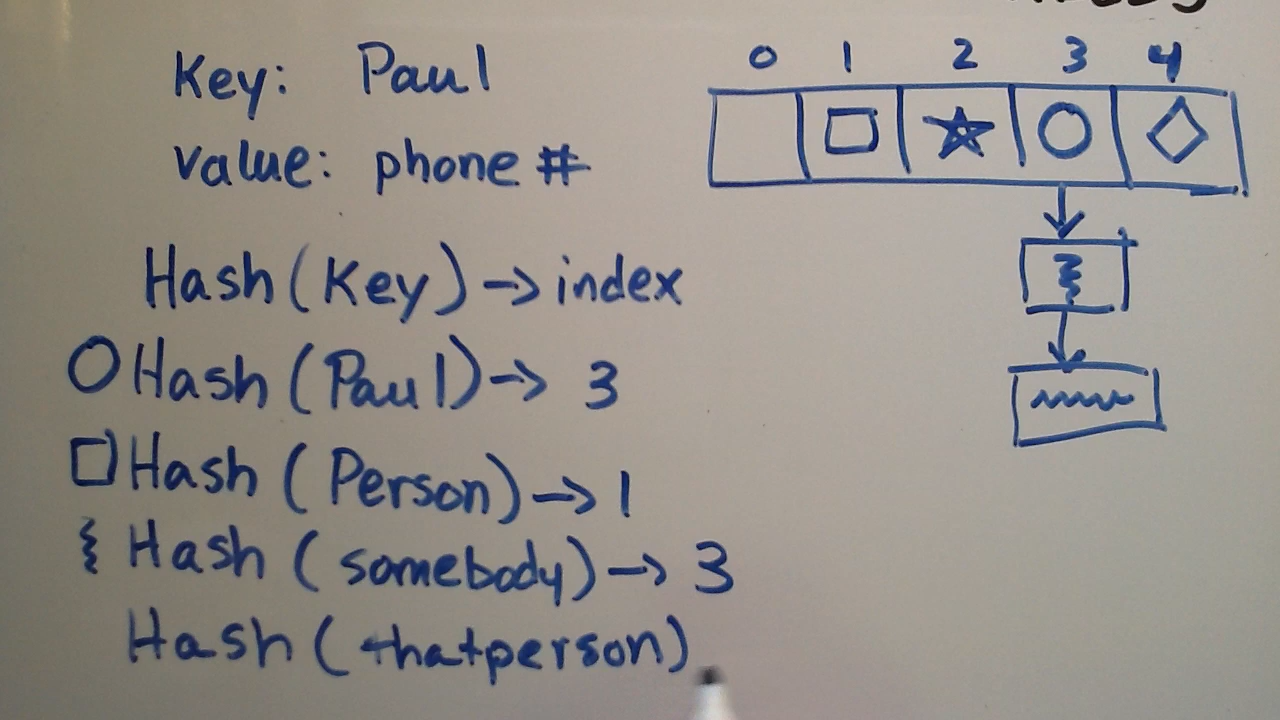 Key: Paul
value: phone #
Hash(Key) -> index
Hash(Paul) -> 3
Hash(Person) -> 1
Hash(somebody) -> 3
Hash(thatperson)
0 1 2 3 4